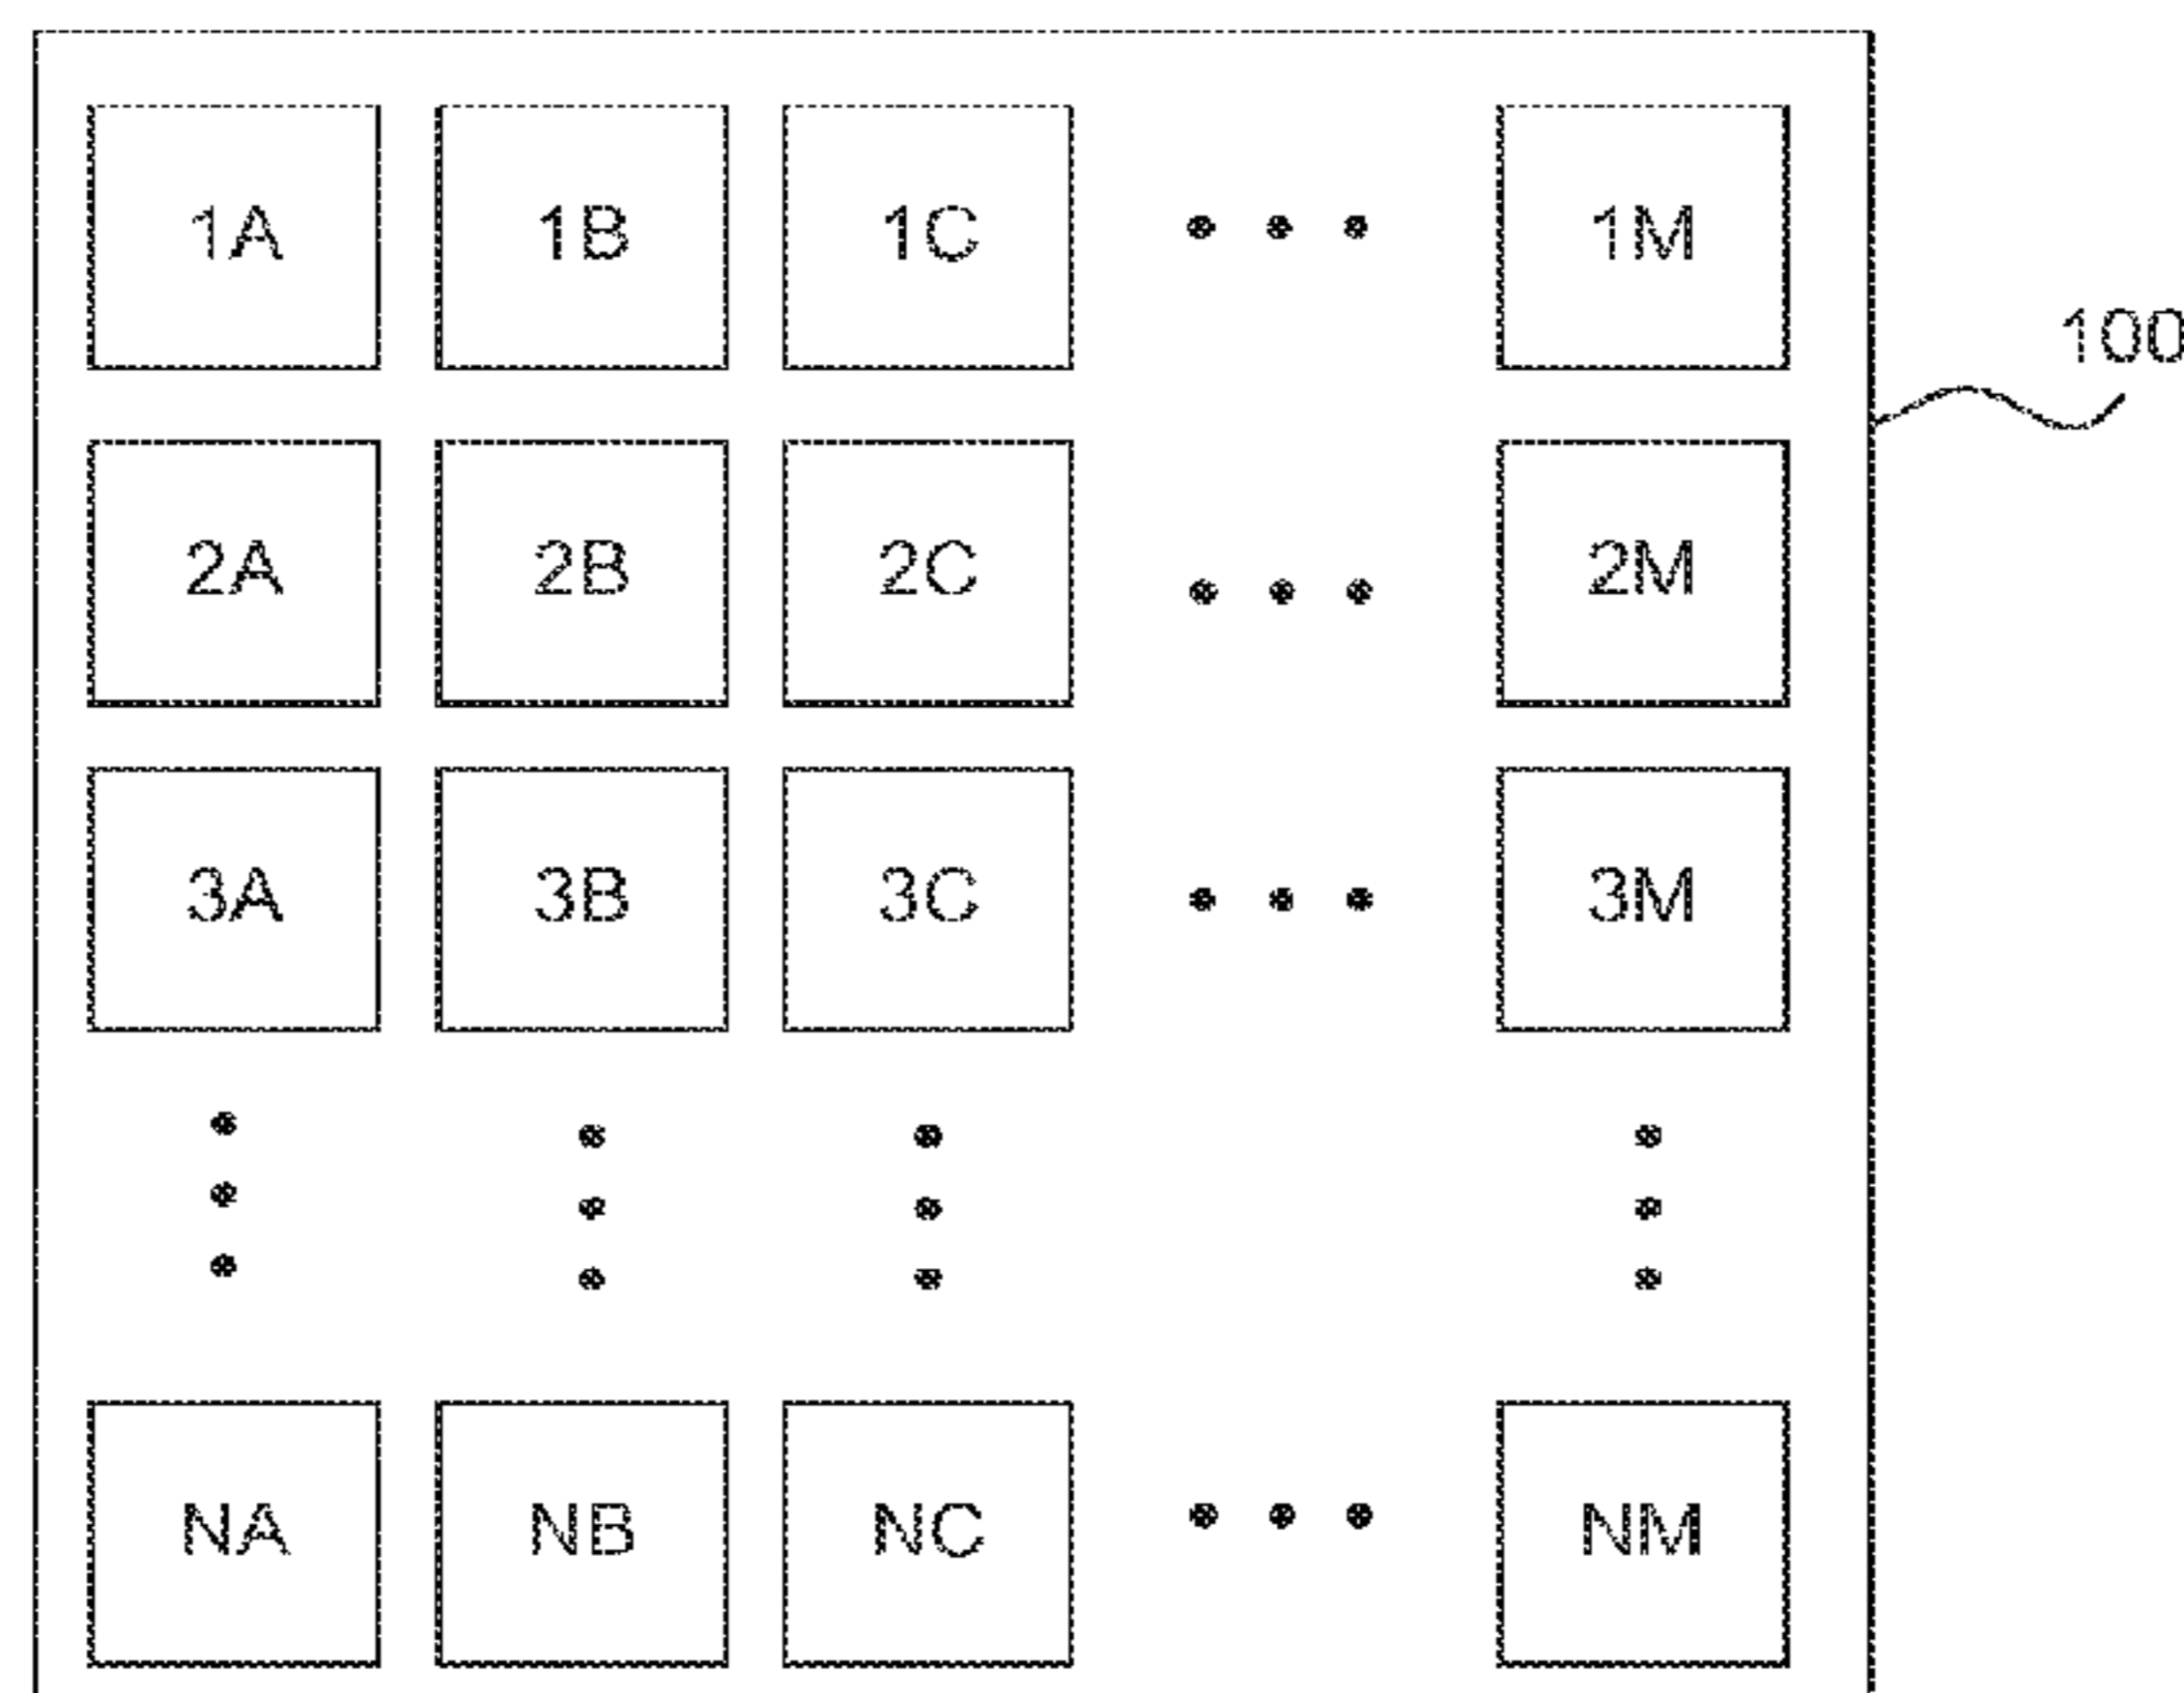 1A 1B 1C • • • 1M
100
2A 2B 2C • • • 2M
3A 3B 3C • • • 3M
NA NB NC • • • NM